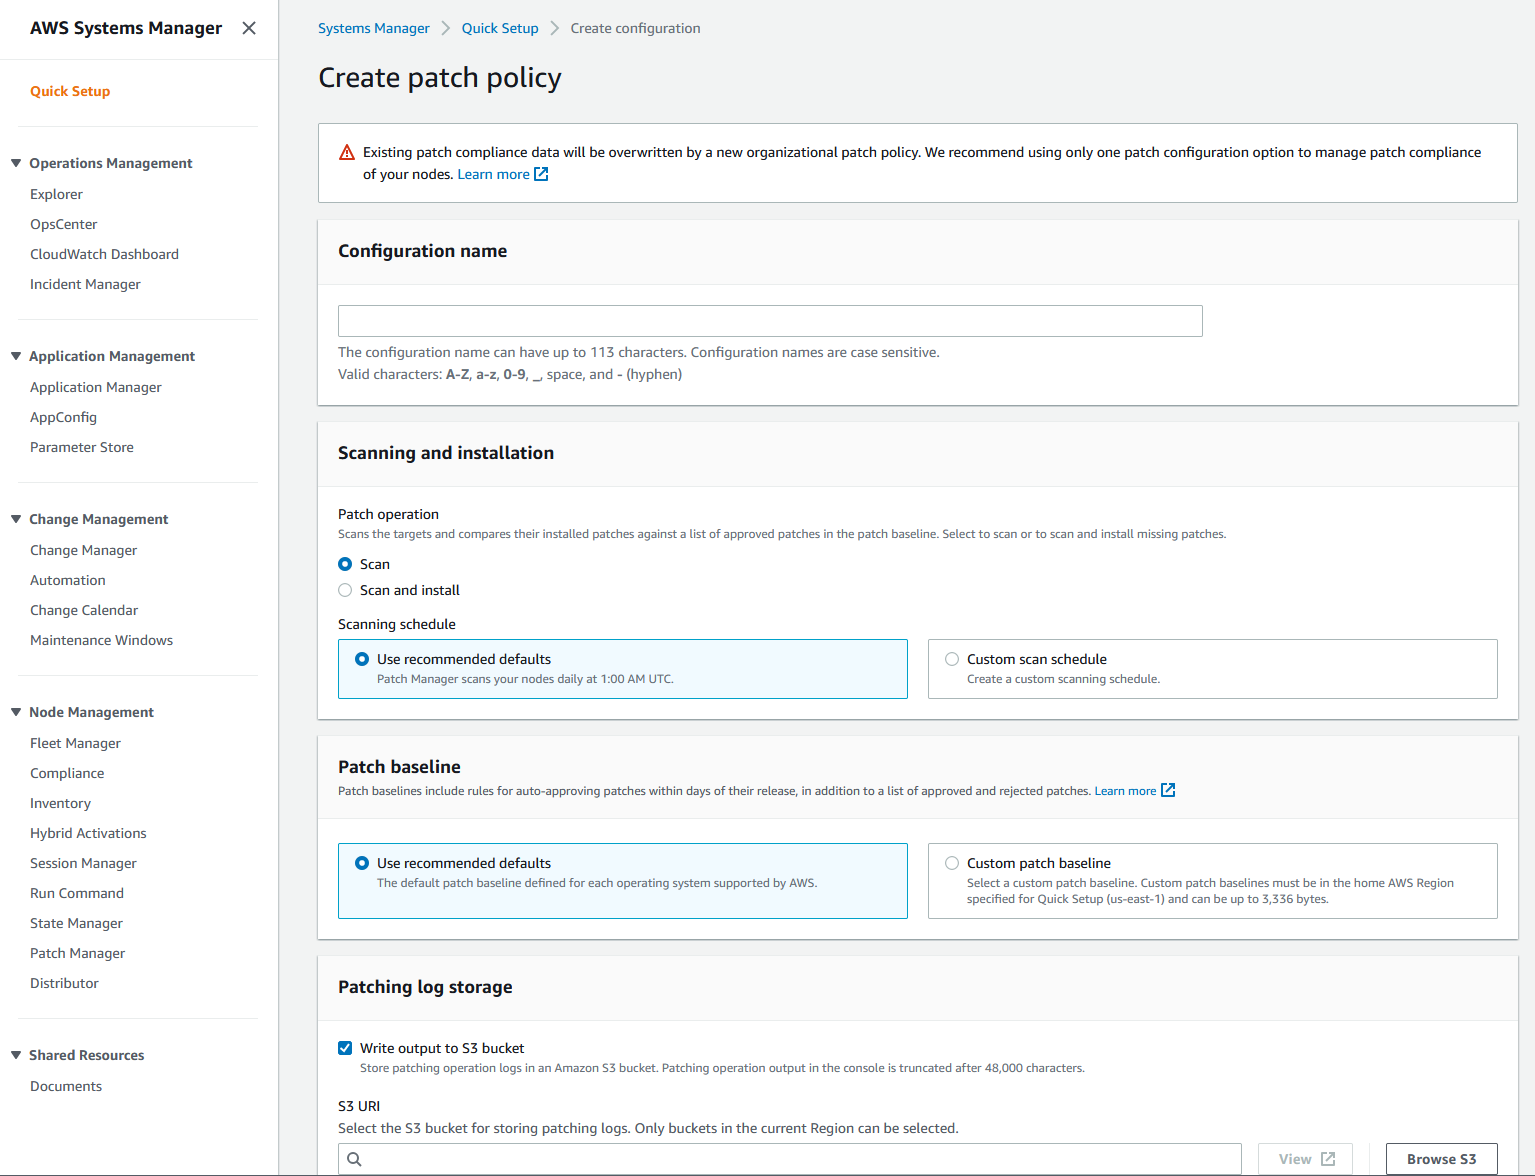 AWS Systems Manager
Quick Setup
Operations Management
Explorer
OpsCenter
CloudWatch Dashboard
Incident Manager
Application Management
Application Manager
AppConfig
Parameter Store
Change Management
Change Manager
Automation
Change Calendar
Maintenance Windows
Node Management
Fleet Manager
Compliance
Inventory
Hybrid Activations
Session Manager
Run Command
State Manager
Patch Manager
Distributor
Shared Resources
Documents
Systems Manager > Quick Setup > Create configuration
Create patch policy
Existing patch compliance data will be overwritten by a new organizational patch policy. We recommend using only one patch configuration option to manage patch compliance
of your nodes. Learn more
Configuration name
The configuration name can have up to 113 characters. Configuration names are case sensitive.
Valid characters: A-Z, a-z, 0-9, _, space, and - (hyphen)
Scanning and installation
Patch operation
Scans the targets and compares their installed patches against a list of approved patches in the patch baseline. Select to scan or to scan and install missing patches.
Scan
Scan and install
Scanning schedule
Use recommended defaults
Patch Manager scans your nodes daily at 1:00 AM UTC.
Custom scan schedule
Create a custom scanning schedule.
Patch baseline
Patch baselines include rules for auto-approving patches within days of their release, in addition to a list of approved and rejected patches. Learn more
Use recommended defaults
The default patch baseline defined for each operating system supported by AWS.
Custom patch baseline
Select a custom patch baseline. Custom patch baselines must be in the home AWS Region
specified for Quick Setup (us-east-1) and can be up to 3,336 bytes.
Patching log storage
Write output to S3 bucket
Store patching operation logs in an Amazon S3 bucket. Patching operation output in the console is truncated after 48,000 characters.
S3 URI
Select the S3 bucket for storing patching logs. Only buckets in the current Region can be selected.
View
Browse S3